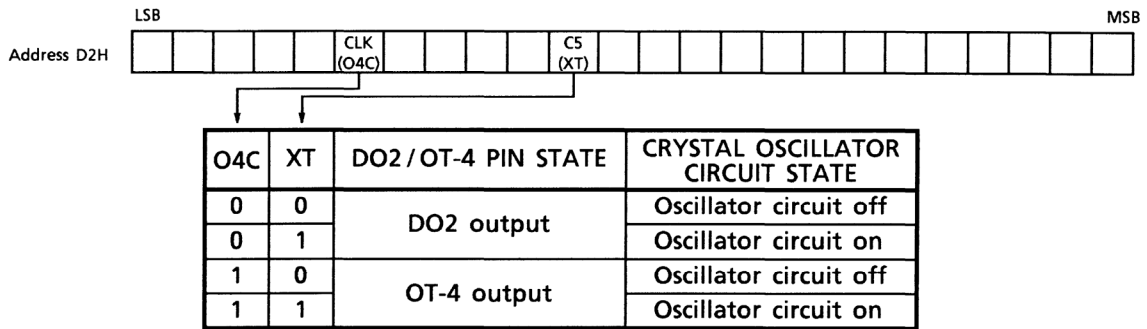 LSB MSB
Address D2H CLK (O4C) C5 (XT)
O4C XT DO2/OT-4 PIN STATE CRYSTAL OSCILLATOR CIRCUIT STATE
0 0 DO2 output Oscillator circuit off
0 1 Oscillator circuit on
1 0 OT-4 output Oscillator circuit off
1 1 Oscillator circuit on